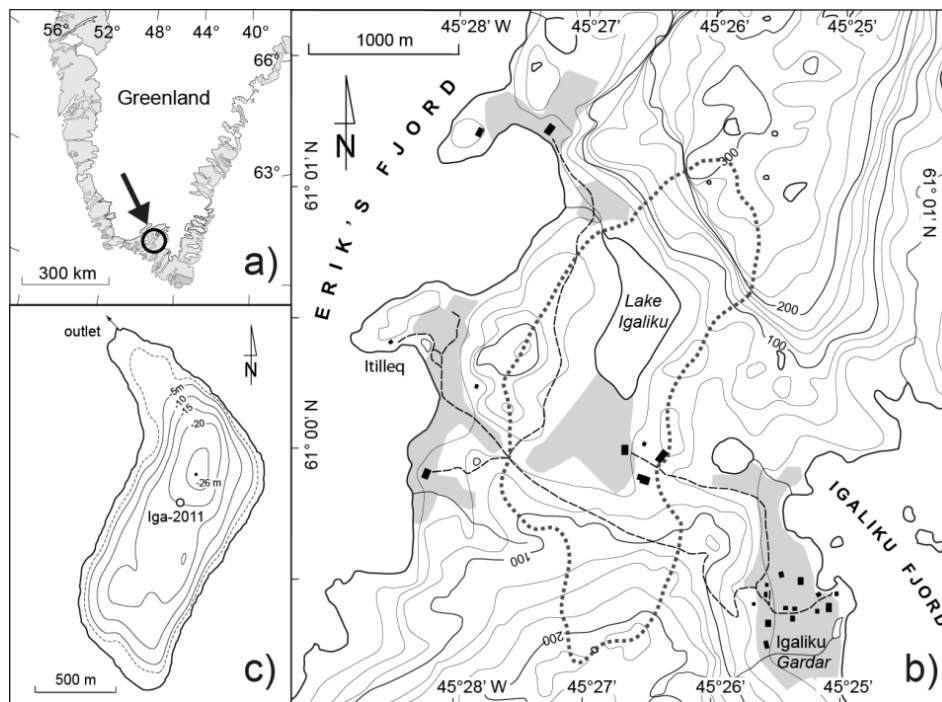 56°
52°
48°
40°
44°
66°
Greenland
63°
300 km
a)
outlet
N
-5m
-10
-15
-20
-26 m
Iga-2011
500 m
c)
45°28' W
45°27'
45°26'
45°25'
1000 m
N
ERIK'S FJORD
61° 01' N
61° 01' N
300
200
100
Lake
Igaliku
Itilleq
61° 00' N
IGALIKU FJORD
100
200
Igaliku
Gardar
b)
45°28' W
45°27'
45°26'
45°25'